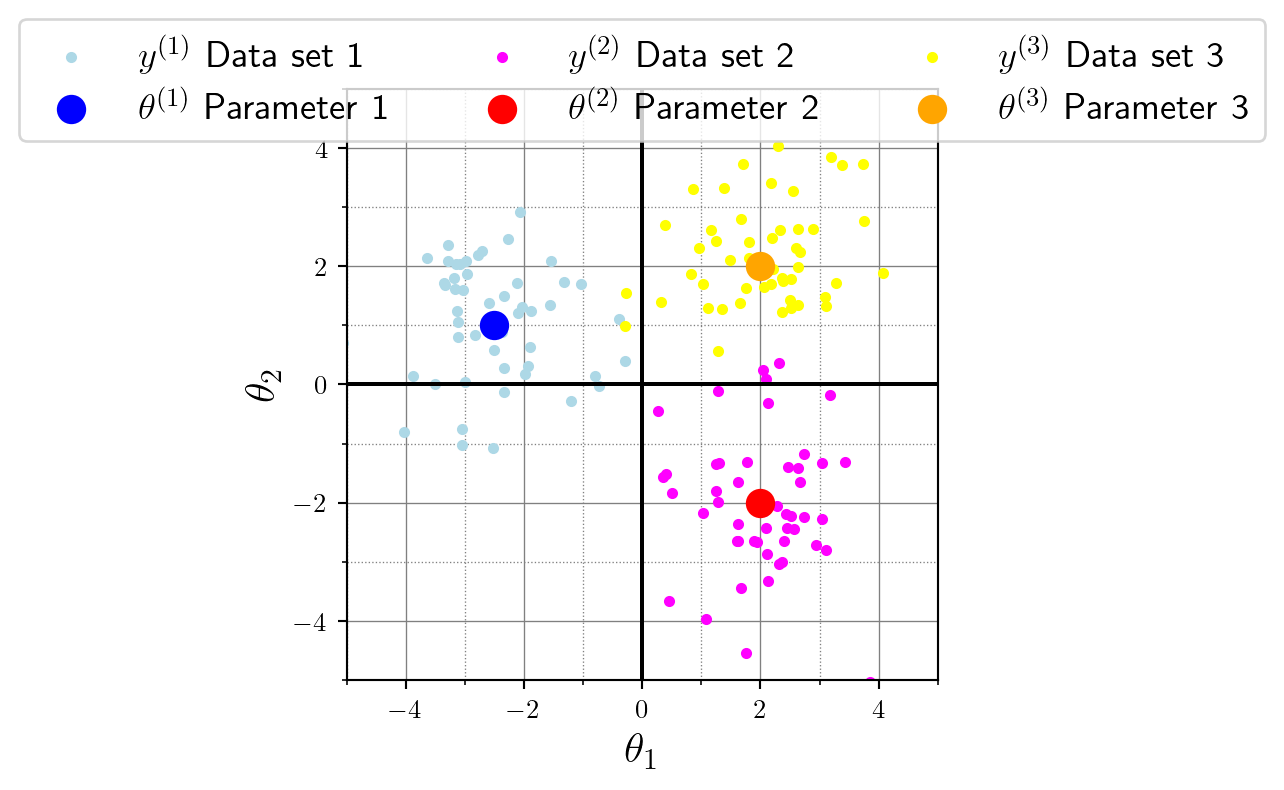 y⁽¹⁾ Data set 1 y⁽²⁾ Data set 2 y⁽³⁾ Data set 3
θ⁽¹⁾ Parameter 1 θ⁽²⁾ Parameter 2 θ⁽³⁾ Parameter 3
4
2
0
−2
−4
θ₂
−4 −2 0 2 4
θ₁